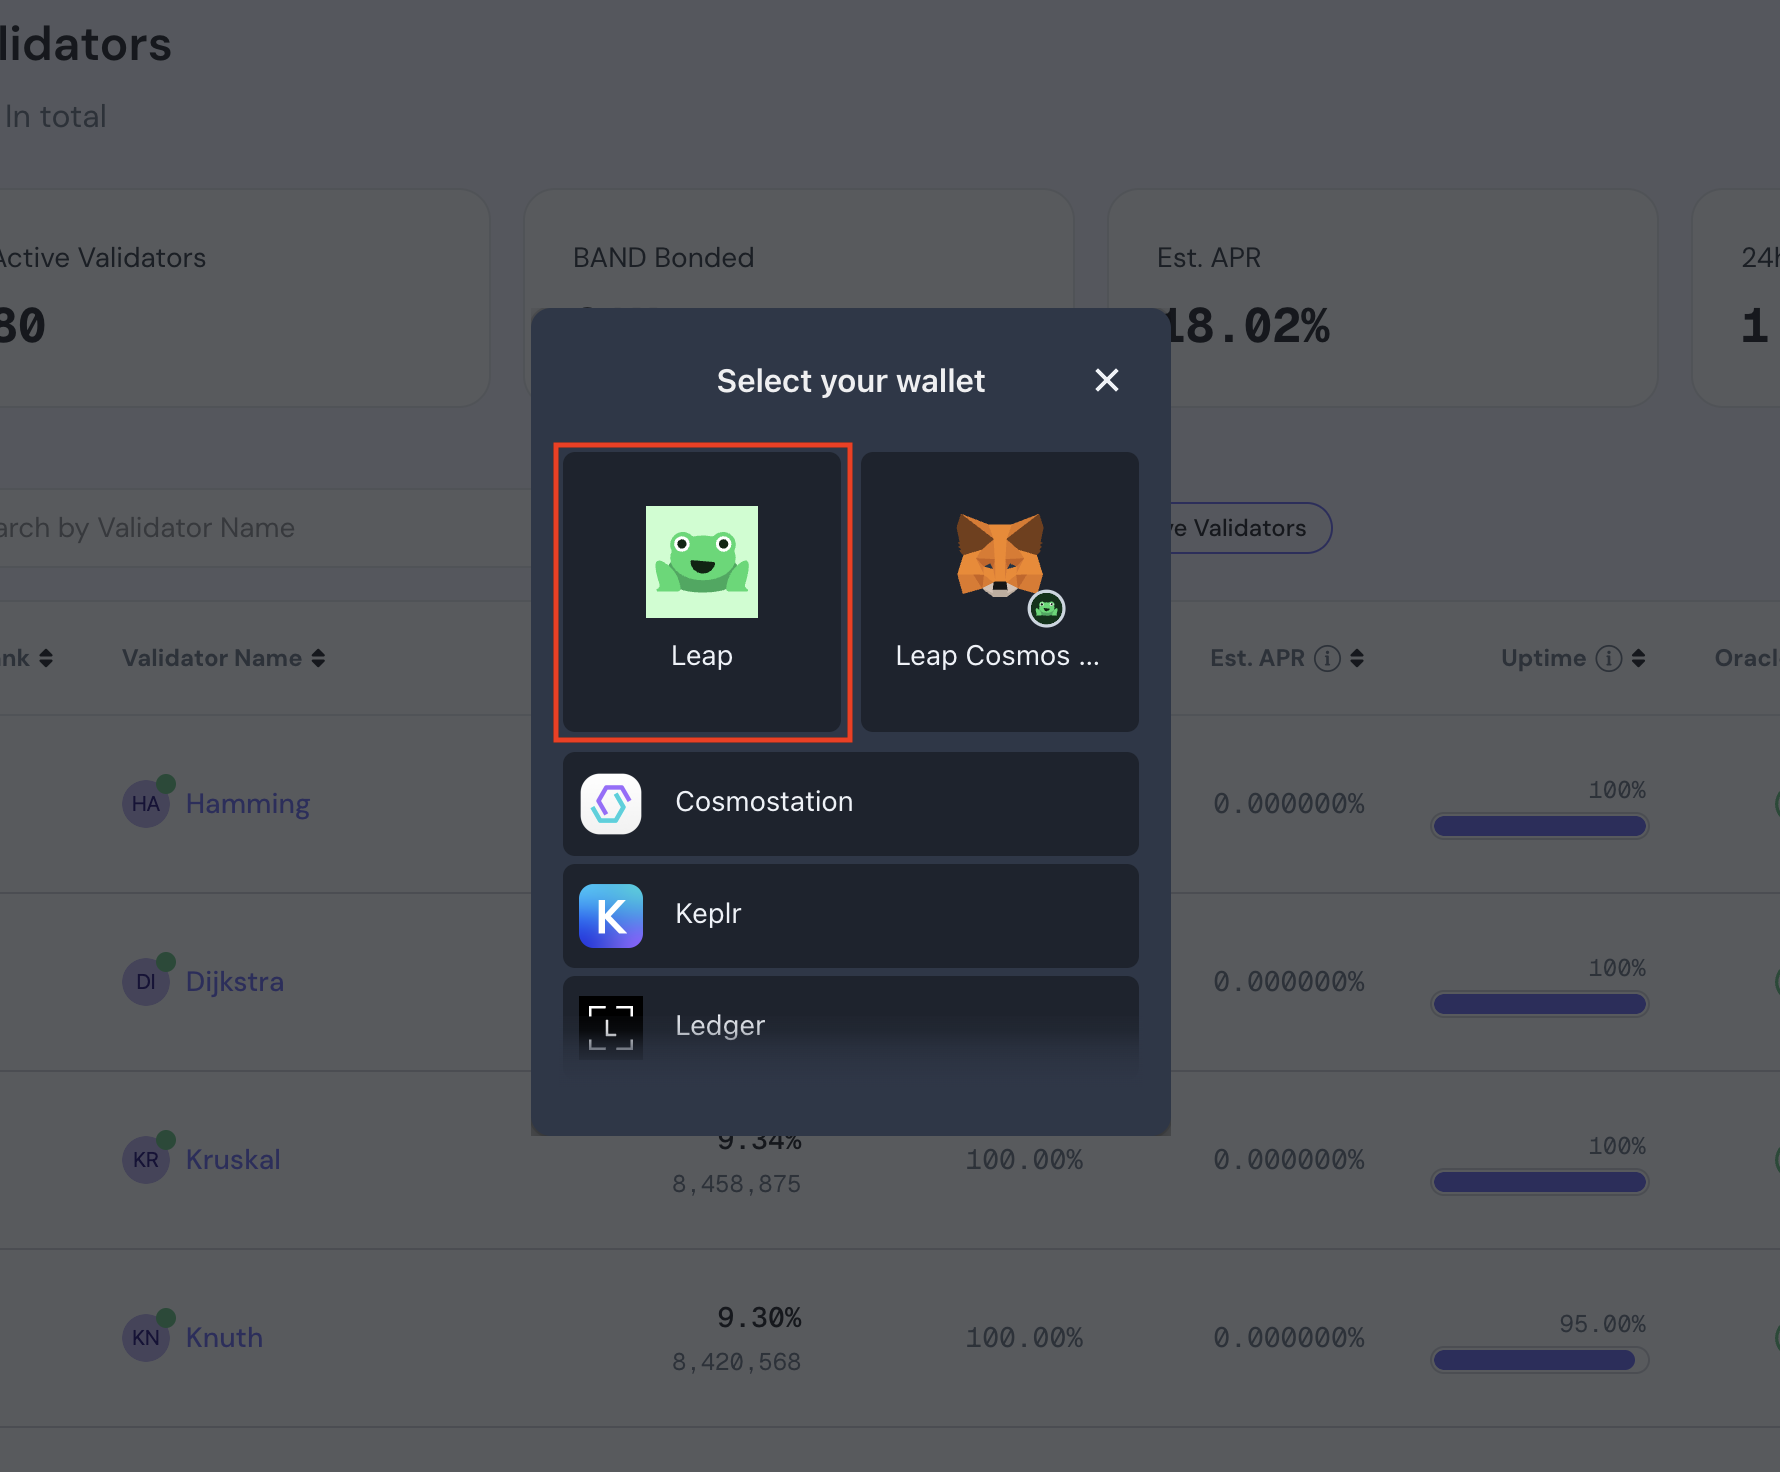 lidators
In total
Active Validators
80
BAND Bonded
Est. APR
18.02%
24h
1
Select your wallet
Leap
Leap Cosmos ...
Cosmostation
Keplr
L
Ledger
Search by Validator Name
ve Validators
nk
Validator Name
Est. APR
Uptime
Oracl
HA
Hamming
0.000000%
100%
DI
Dijkstra
0.000000%
100%
KR
Kruskal
9.34%
8,458,875
100.00%
0.000000%
100%
KN
Knuth
9.30%
8,420,568
100.00%
0.000000%
95.00%